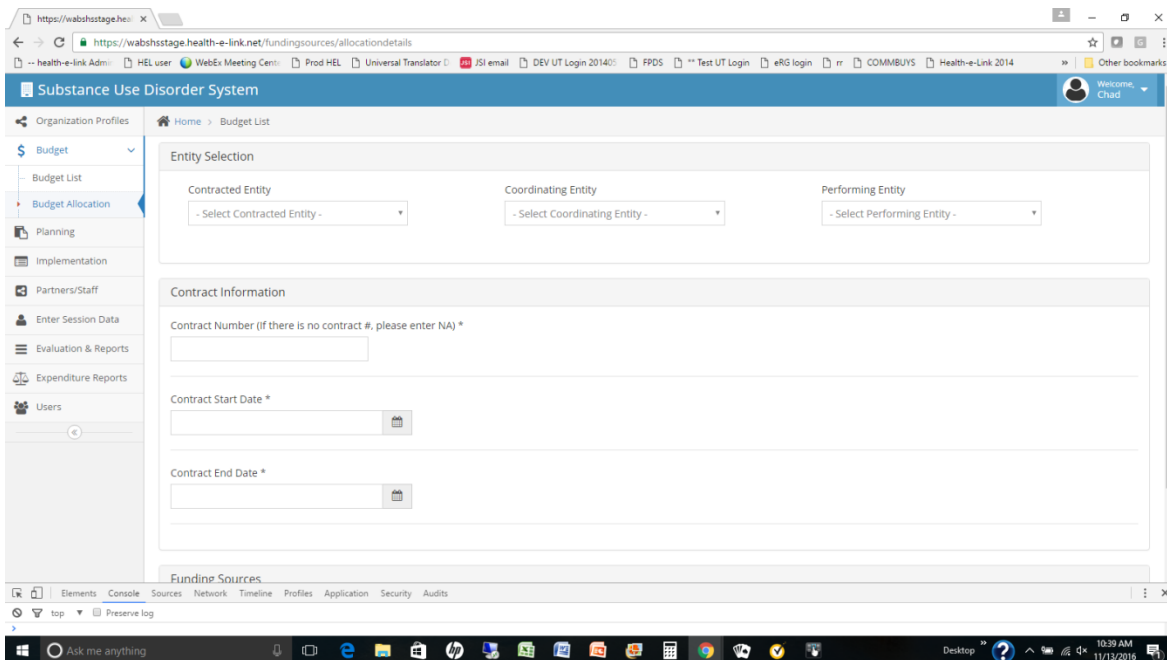 https://wabshsstage.heal
https://wabshsstage.health-e-link.net/fundingsources/allocationdetails
-- health-e-link Admin HEL user WebEx Meeting Cente Prod HEL Universal Translator D JSI JSI email DEV UT Login 201405 FPDS ** Test UT Login eRG login rr COMMBUYS Health-e-Link 2014 » Other bookmarks
Substance Use Disorder System
Welcome,
Chad
Organization Profiles
Home > Budget List
Budget
Entity Selection
Budget List
Contracted Entity Coordinating Entity Performing Entity
Budget Allocation
- Select Contracted Entity - - Select Coordinating Entity - - Select Performing Entity -
Planning
Implementation
Partners/Staff
Contract Information
Enter Session Data
Contract Number (If there is no contract #, please enter NA) *
Evaluation & Reports
Expenditure Reports
Contract Start Date *
Users
Contract End Date *
Funding Sources
Elements Console Sources Network Timeline Profiles Application Security Audits
top Preserve log
Ask me anything
Desktop » 10:39 AM
11/13/2016